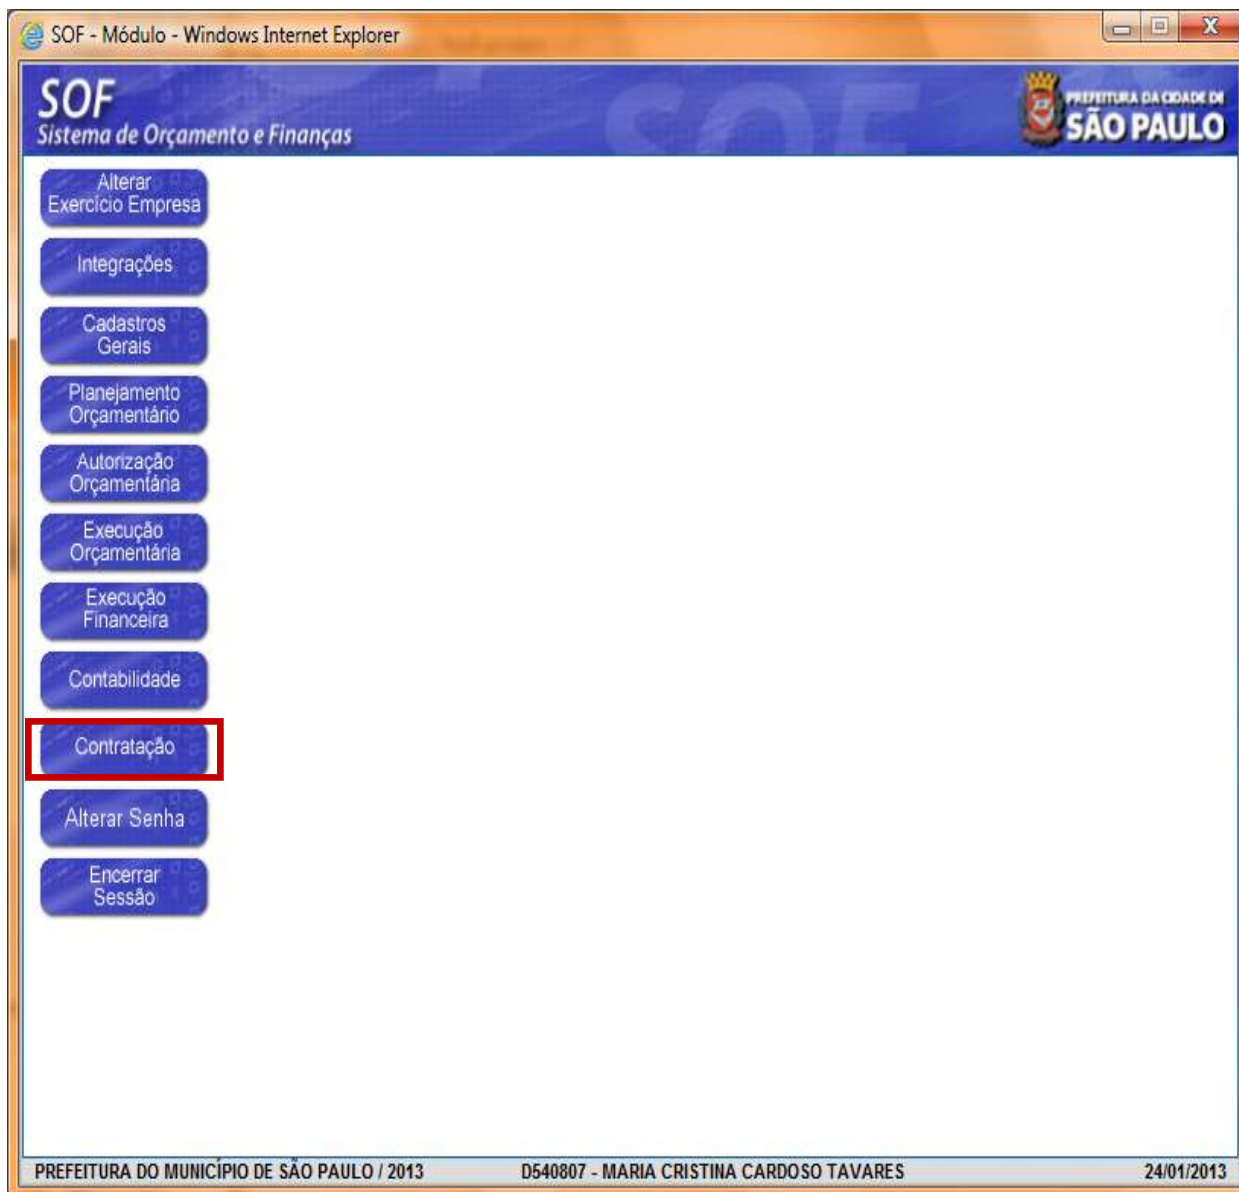 SOF - Módulo - Windows Internet Explorer
SOF
Sistema de Orçamento e Finanças
SOF
PREFEITURA DA CIDADE DE
SÃO PAULO
Alterar
Exercício Empresa
Integrações
Cadastros
Gerais
Planejamento
Orçamentário
Autorização
Orçamentária
Execução
Orçamentária
Execução
Financeira
Contabilidade
Contratação
Alterar Senha
Encerrar
Sessão
PREFEITURA DO MUNICÍPIO DE SÃO PAULO / 2013 D540807 - MARIA CRISTINA CARDOSO TAVARES 24/01/2013